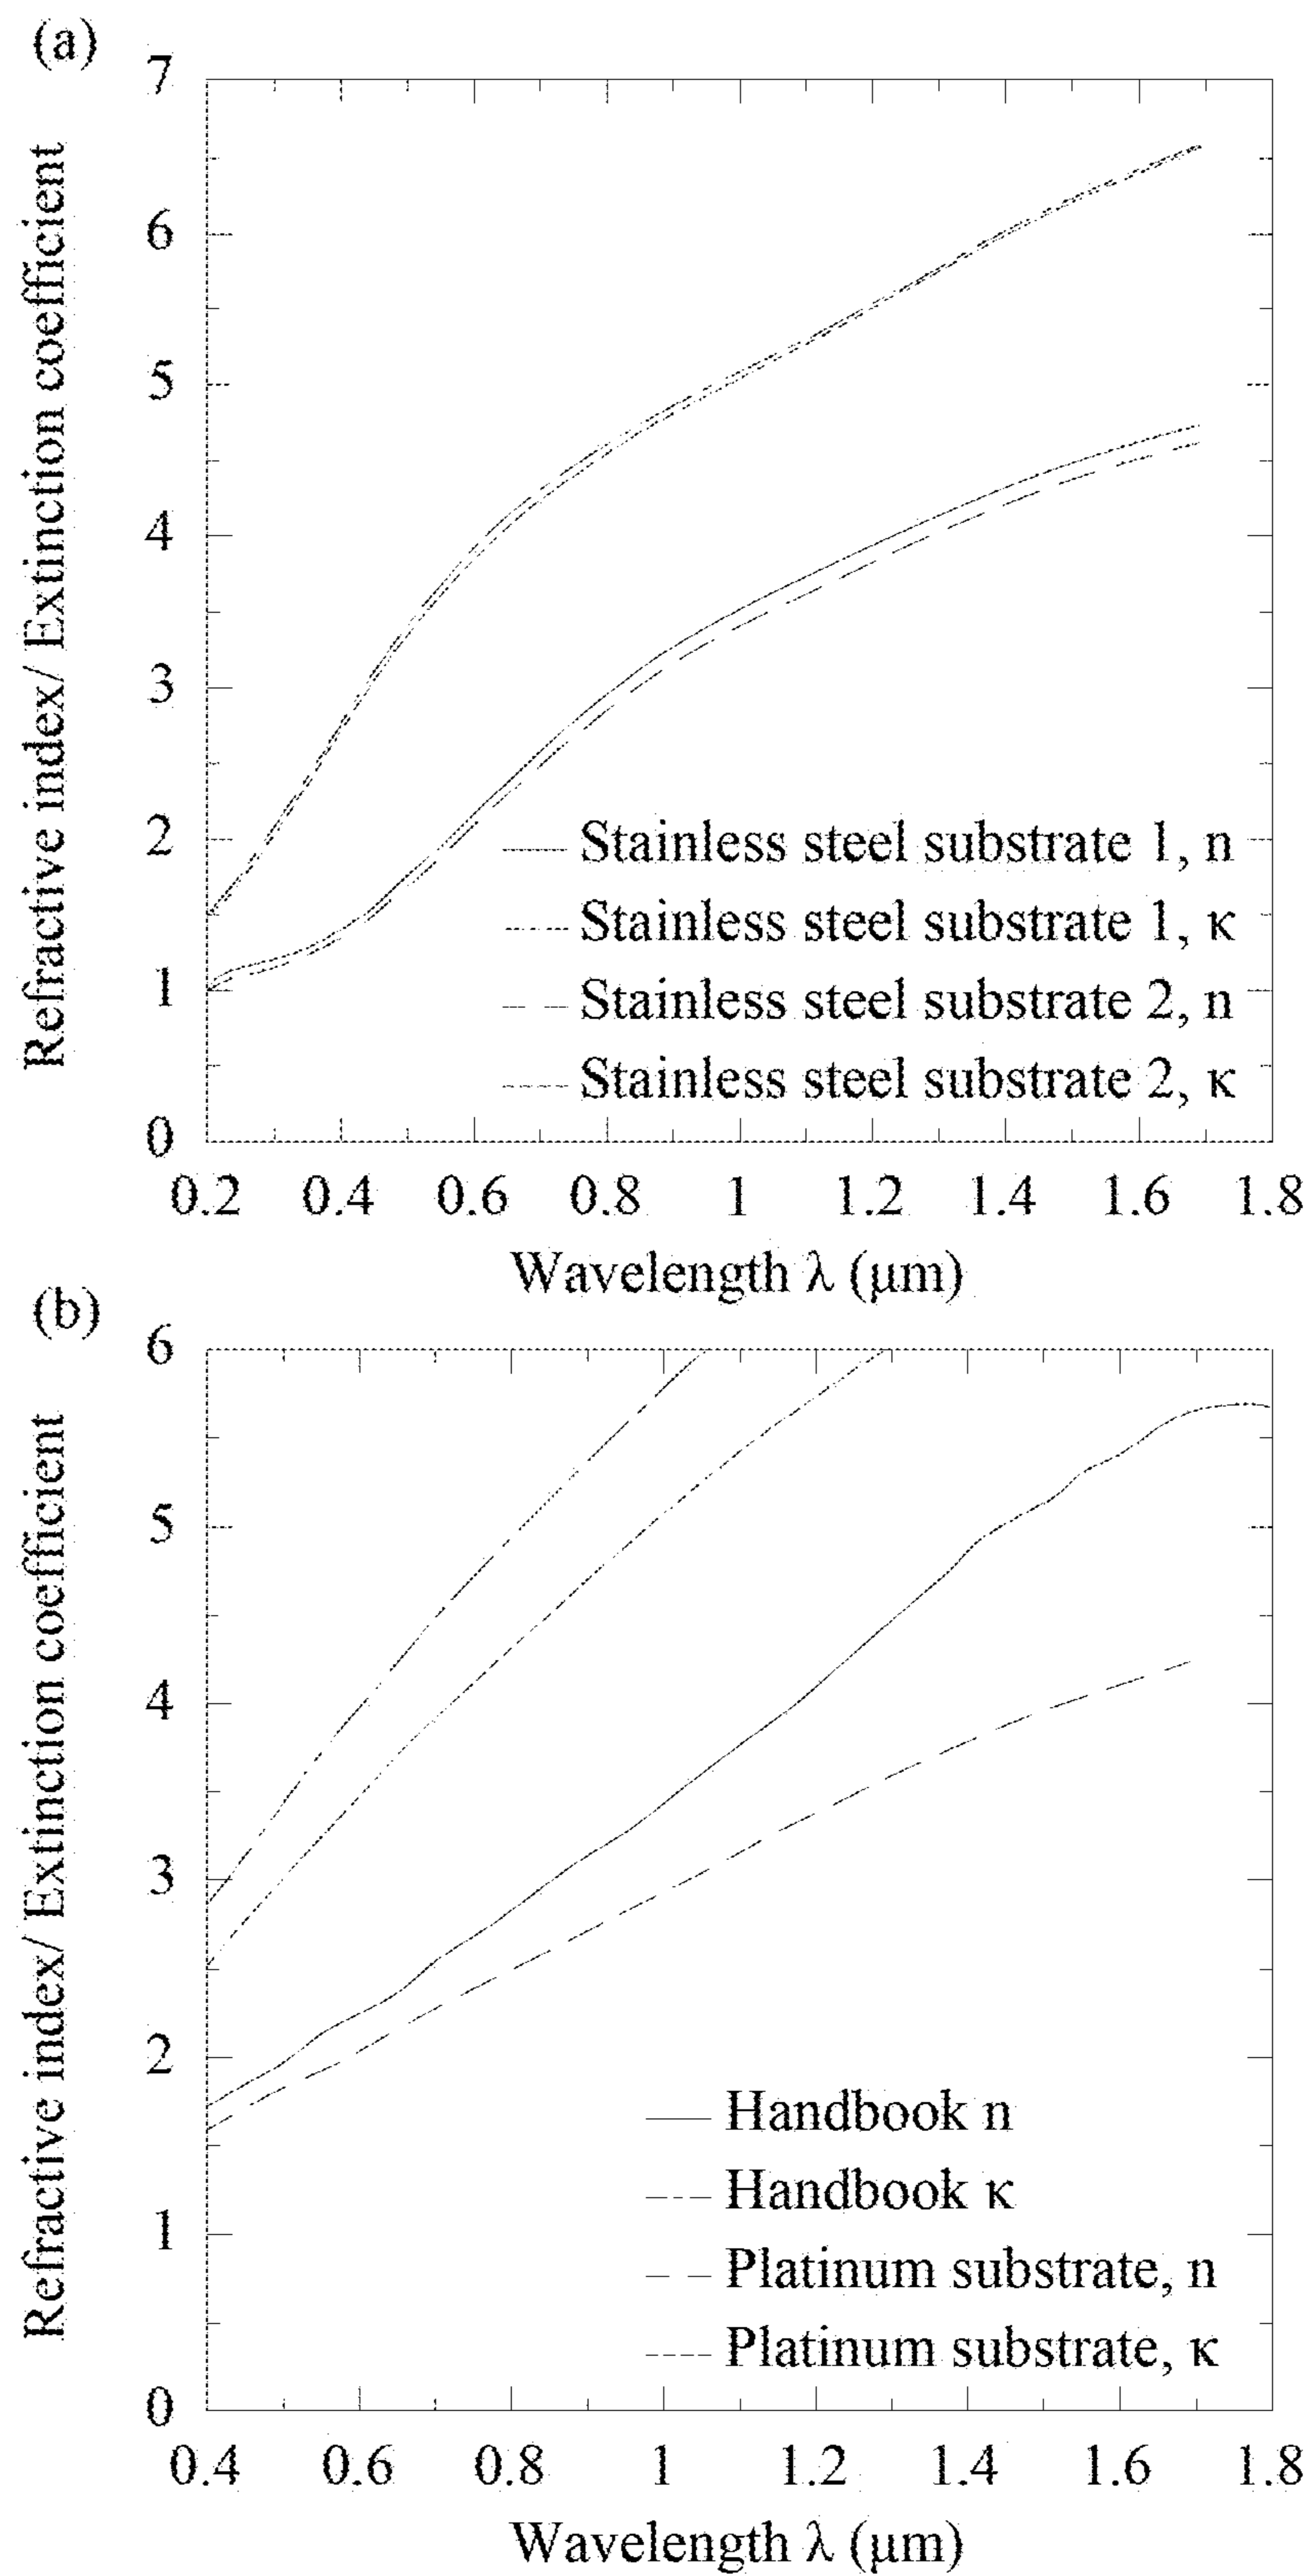 (a)
7
6
5
4
3
2
1
0
Refractive index/ Extinction coefficient
Stainless steel substrate 1, n
Stainless steel substrate 1, κ
Stainless steel substrate 2, n
Stainless steel substrate 2, κ
0.2 0.4 0.6 0.8 1 1.2 1.4 1.6 1.8
Wavelength λ (μm)
(b)
6
5
4
3
2
1
0
Refractive index/ Extinction coefficient
Handbook n
Handbook κ
Platinum substrate, n
Platinum substrate, κ
0.4 0.6 0.8 1 1.2 1.4 1.6 1.8
Wavelength λ (μm)